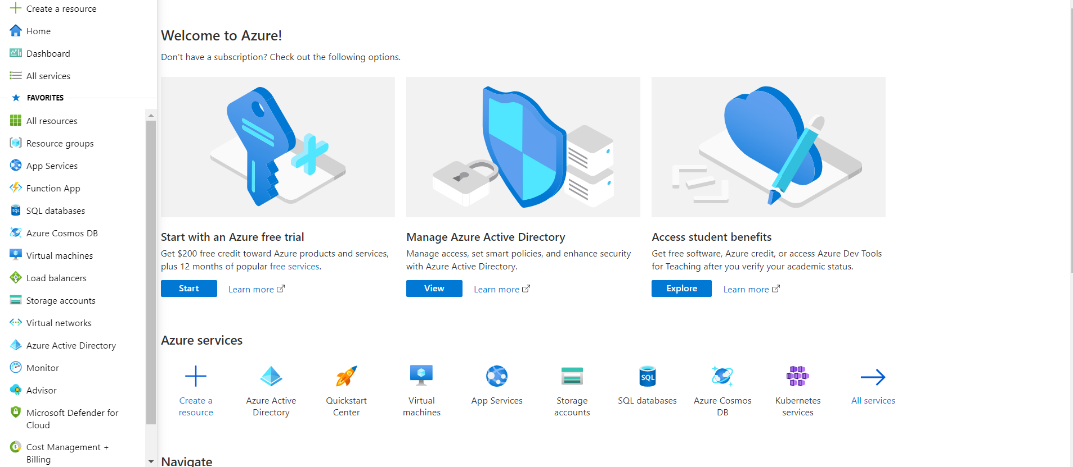 Create a resource
Home
Dashboard
All services
FAVORITES
All resources
Resource groups
App Services
Function App
SQL databases
Azure Cosmos DB
Virtual machines
Load balancers
Storage accounts
Virtual networks
Azure Active Directory
Monitor
Advisor
Microsoft Defender for
Cloud
Cost Management +
Billing
Welcome to Azure!
Don't have a subscription? Check out the following options.
Start with an Azure free trial
Get $200 free credit toward Azure products and services,
plus 12 months of popular free services.
Start
Learn more
Manage Azure Active Directory
Manage access, set smart policies, and enhance security
with Azure Active Directory.
View
Learn more
Access student benefits
Get free software, Azure credit, or access Azure Dev Tools
for Teaching after you verify your academic status.
Explore
Learn more
Azure services
Create a
resource
Azure Active
Directory
Quickstart
Center
Virtual
machines
App Services
Storage
accounts
SQL
SQL databases
Azure Cosmos
DB
Kubernetes
services
All services
Navigate